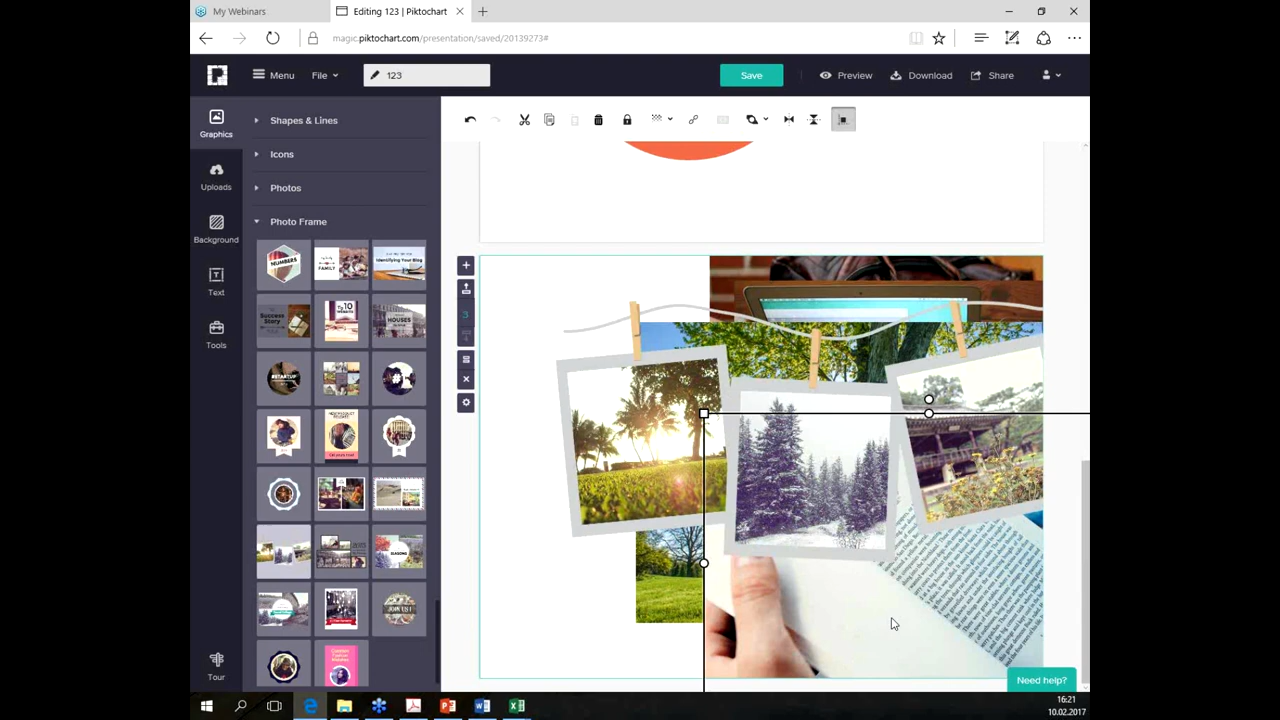 My Webinars
Editing 123 | Piktochart
magic.piktochart.com/presentation/saved/20139273#
Menu
File
123
Save
Preview
Download
Share
Graphics
Uploads
Background
Text
Tools
Tour
Shapes & Lines
Icons
Photos
Photo Frame
NUMBERS
FAMILY
Identifying Your Blog
Success Story
Top 10
HOUSES
#STARTUP
#1
SEASONS
JOIN US!
3
Need help?
16:21
10.02.2017